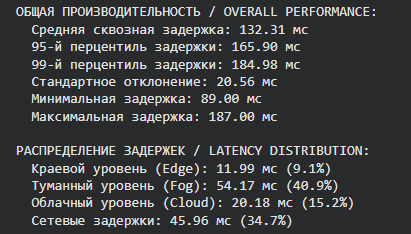 ОБЩАЯ ПРОИЗВОДИТЕЛЬНОСТЬ / OVERALL PERFORMANCE:
Средняя сквозная задержка: 132.31 мс
95-й перцентиль задержки: 165.90 мс
99-й перцентиль задержки: 184.98 мс
Стандартное отклонение: 20.56 мс
Минимальная задержка: 89.00 мс
Максимальная задержка: 187.00 мс
РАСПРЕДЕЛЕНИЕ ЗАДЕРЖЕК / LATENCY DISTRIBUTION:
Краевой уровень (Edge): 11.99 мс (9.1%)
Туманный уровень (Fog): 54.17 мс (40.9%)
Облачный уровень (Cloud): 20.18 мс (15.2%)
Сетевые задержки: 45.96 мс (34.7%)